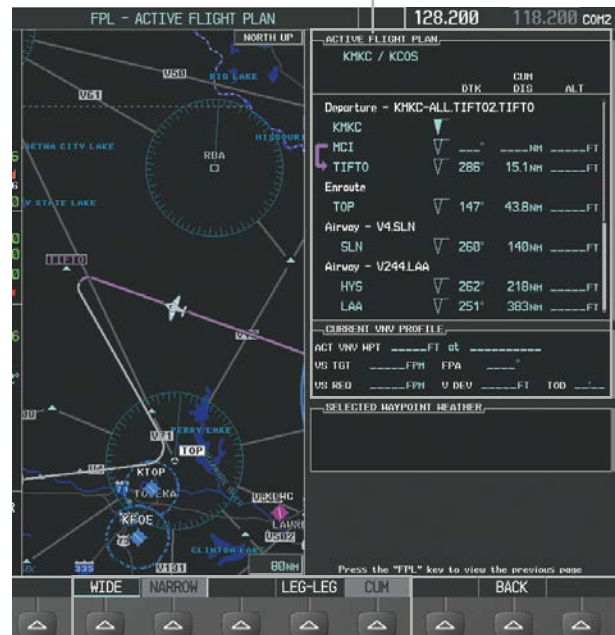 FPL – ACTIVE FLIGHT PLAN
128.200
118.200 COM2
NORTH UP
V50
BIG LAKE
V61
MISSOURI
RBA
V STATE LAKE
TIFTO
V4S
PERRY LAKE
V71
TOP
V4
KTOP
TOPEKA
KFOE
CLINTON LAKE
335
V131
V502
80NM
ACTIVE FLIGHT PLAN
KMKC / KCOS
DTK CUM DIS ALT
Departure – KMKC-ALL.TIFTO2.TIFTO
KMKC
MCI ___° ____NM _____FT
TIFTO 286° 15.1NM _____FT
Enroute
TOP 147° 43.8NM _____FT
Airway – V4.SLN
SLN 260° 140NM _____FT
Airway – V244.LAA
HYS 262° 218NM _____FT
LAA 251° 383NM _____FT
CURRENT VNV PROFILE
ACT VNV WPT _____FT at __________
VS TGT _____FPM FPA ____°
VS REQ _____FPM V DEV _____FT TOD __:__
SELECTED WAYPOINT WEATHER
Press the "FPL" key to view the previous page
WIDE NARROW LEG-LEG CUM BACK